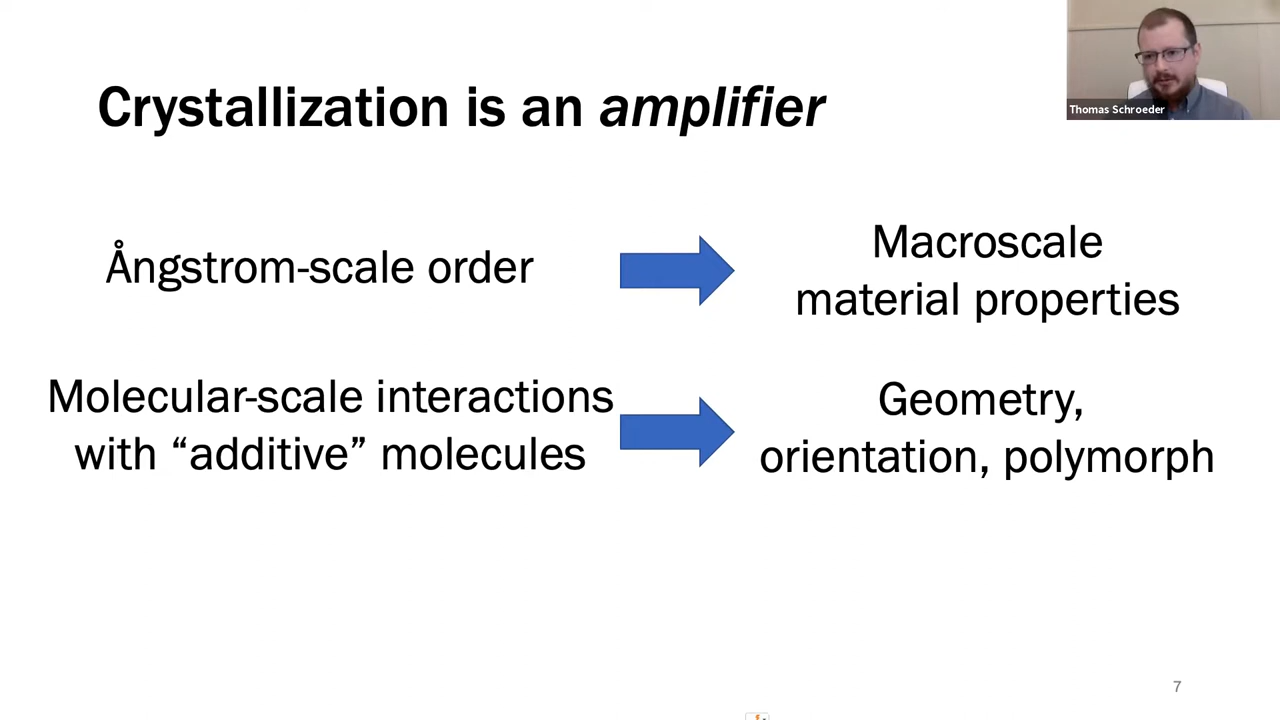 Crystallization is an amplifier
Thomas Schroeder
Ångstrom-scale order
Macroscale
material properties
Molecular-scale interactions
with “additive” molecules
Geometry,
orientation, polymorph
7